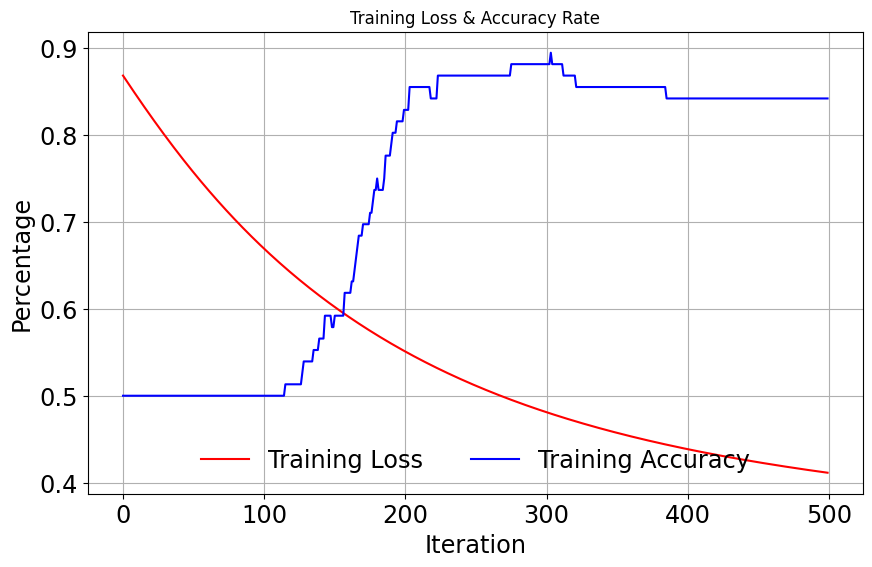 Training Loss & Accuracy Rate
0.9
0.8
0.7
0.6
0.5
0.4
Percentage
Training Loss Training Accuracy
0 100 200 300 400 500
Iteration